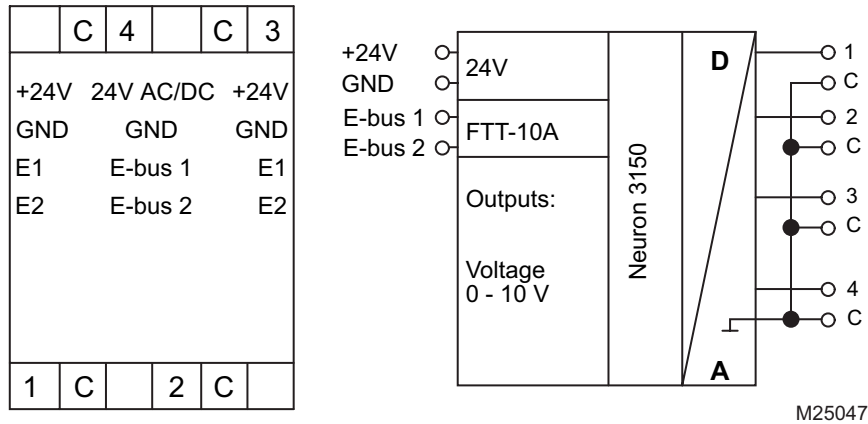 C 4 C 3
+24V 24V AC/DC +24V
GND GND GND
E1 E-bus 1 E1
E2 E-bus 2 E2
1 C 2 C
+24V
GND
E-bus 1
E-bus 2
24V
FTT-10A
Outputs:
Voltage
0 - 10 V
Neuron 3150
D
A
1
C
2
C
3
C
4
C
M25047